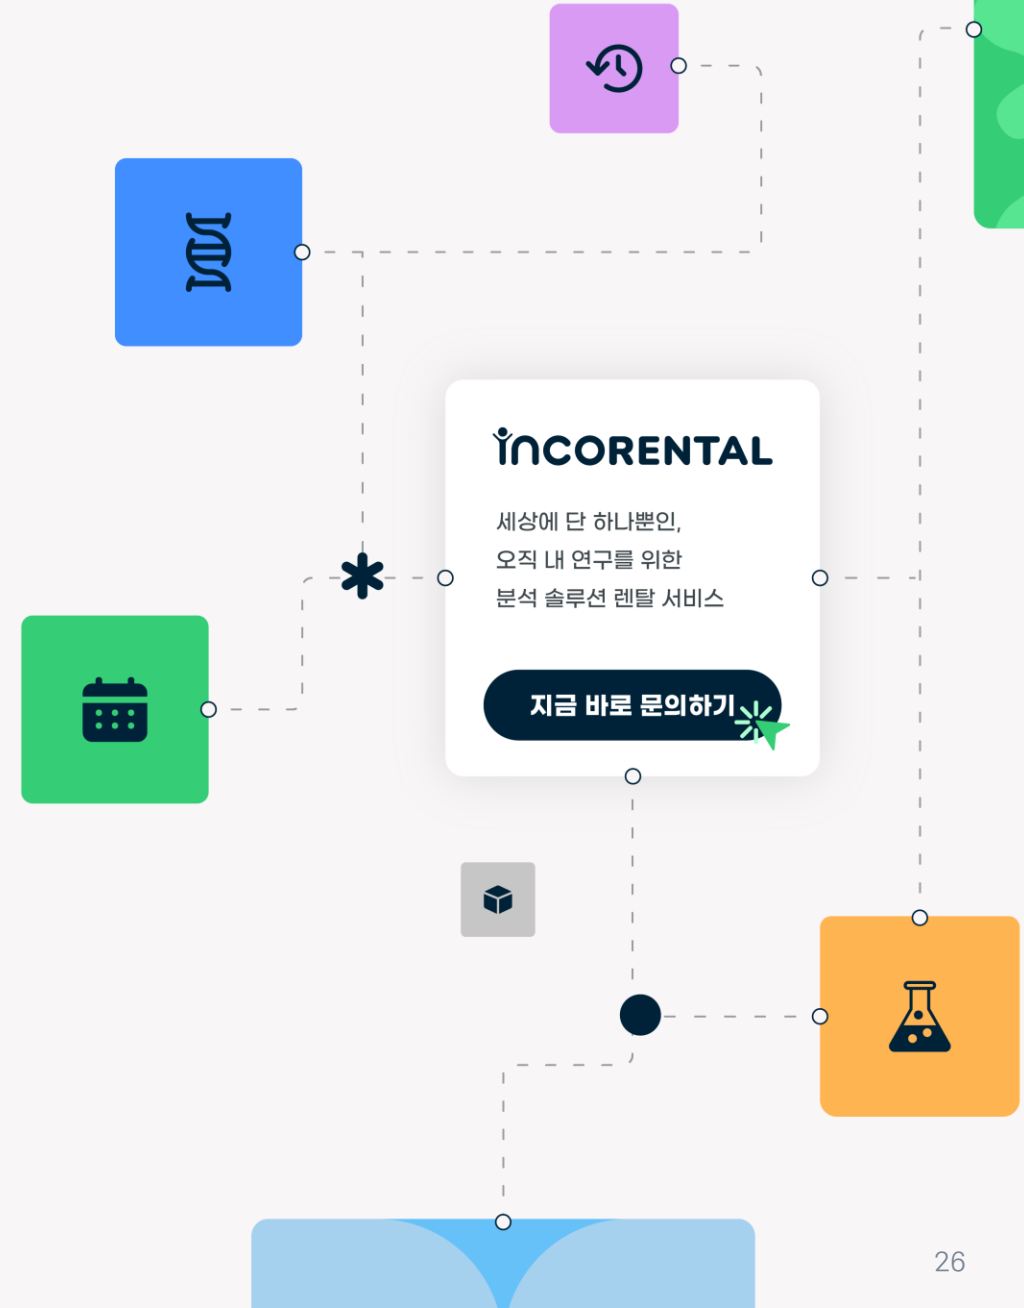 INCORENTAL
세상에 단 하나뿐인,
오직 내 연구를 위한
분석 솔루션 렌탈 서비스
지금 바로 문의하기
26